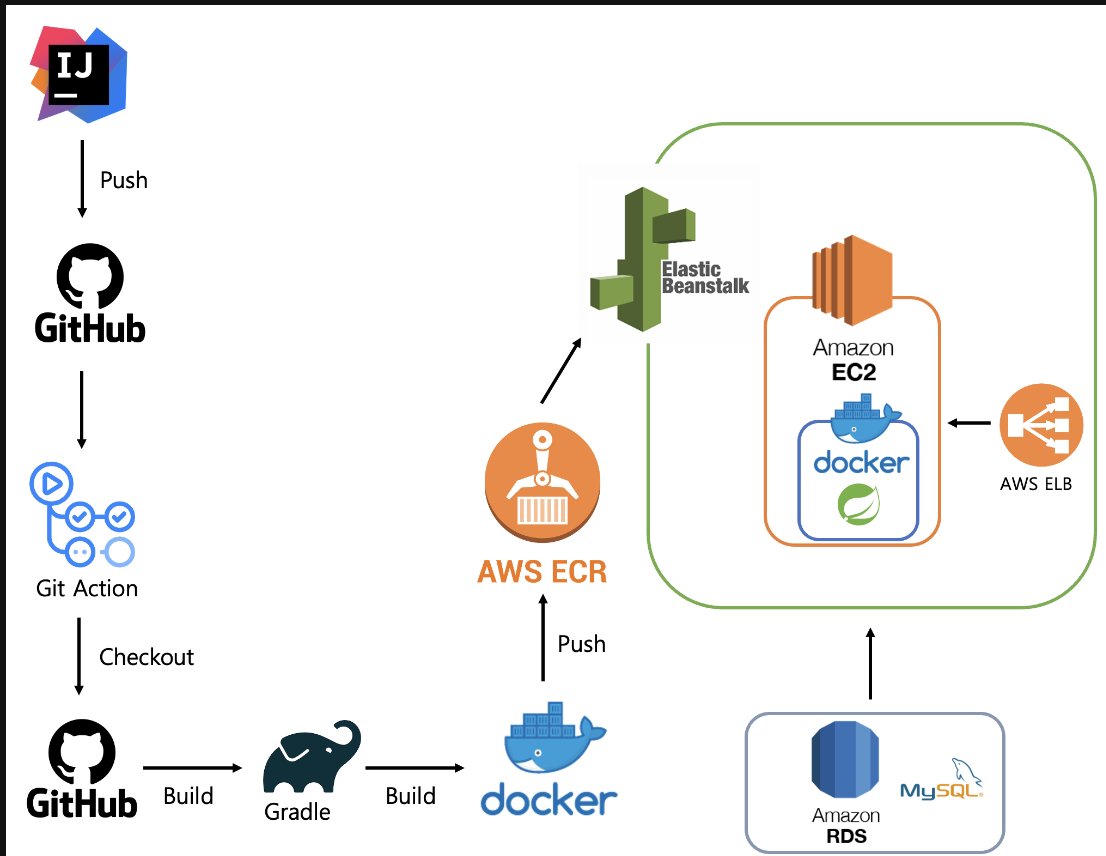 IJ
Push
GitHub
Git Action
Checkout
GitHub
Build
Gradle
Build
docker
Push
AWS ECR
Elastic
Beanstalk
Amazon
EC2
docker
AWS ELB
Amazon
RDS
MySQL®